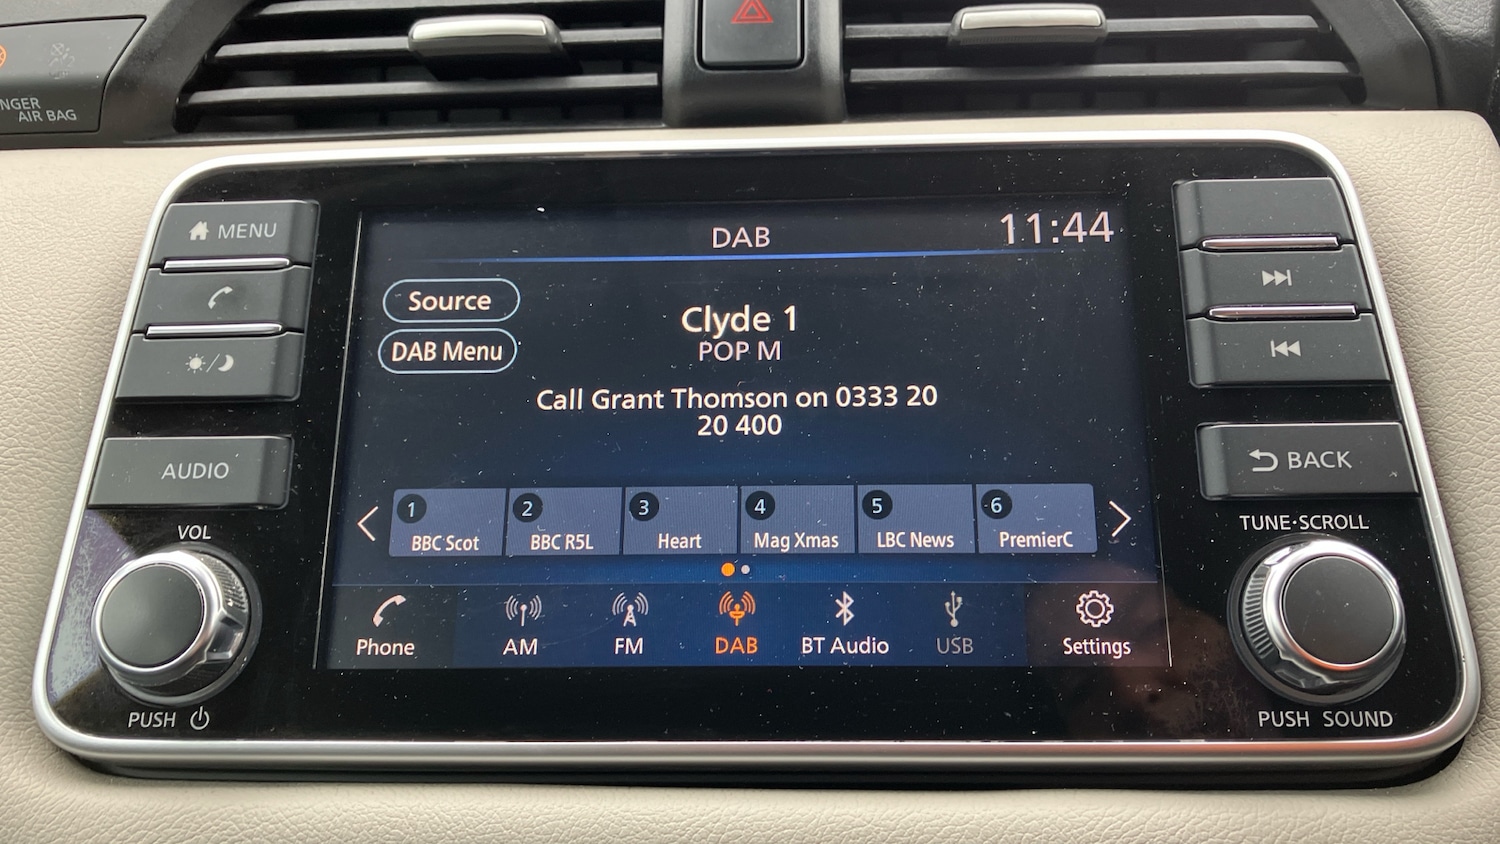 NGER
AIR BAG
MENU
AUDIO
VOL
PUSH
DAB
11:44
Source
DAB Menu
Clyde 1
POP M
Call Grant Thomson on 0333 20
20 400
1
BBC Scot
2
BBC R5L
3
Heart
4
Mag Xmas
5
LBC News
6
PremierC
Phone
AM
FM
DAB
BT Audio
USB
Settings
BACK
TUNE·SCROLL
PUSH SOUND